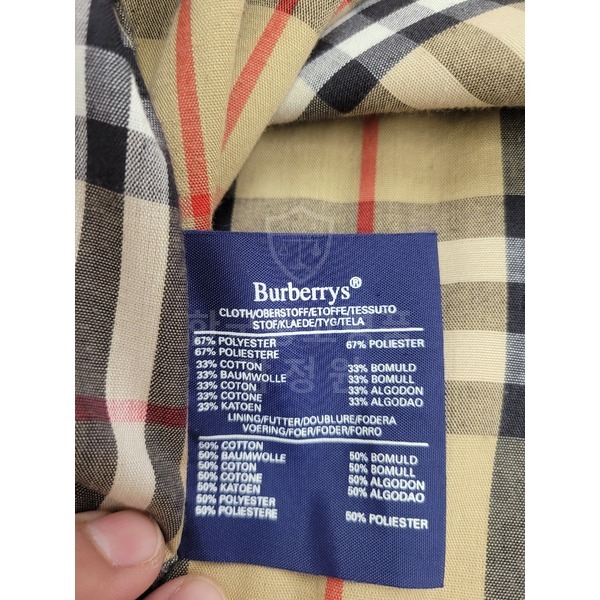 Burberrys®
CLOTH/OBERSTOFF/ETOFFE/TESSUTO
STOF/KLAEDE/TYG/TELA
67% POLYESTER 67% POLIESTER
67% POLIESTERE
33% COTTON 33% BOMULD
33% BAUMWOLLE 33% BOMULL
33% COTON 33% ALGODON
33% COTONE 33% ALGODAO
33% KATOEN
LINING/FUTTER/DOUBLURE/FODERA
VOERING/FOER/FODER/FORRO
50% COTTON 50% BOMULD
50% BAUMWOLLE 50% BOMULL
50% COTON 50% ALGODON
50% COTONE 50% ALGODAO
50% KATOEN
50% POLYESTER 50% POLIESTER
50% POLIESTERE